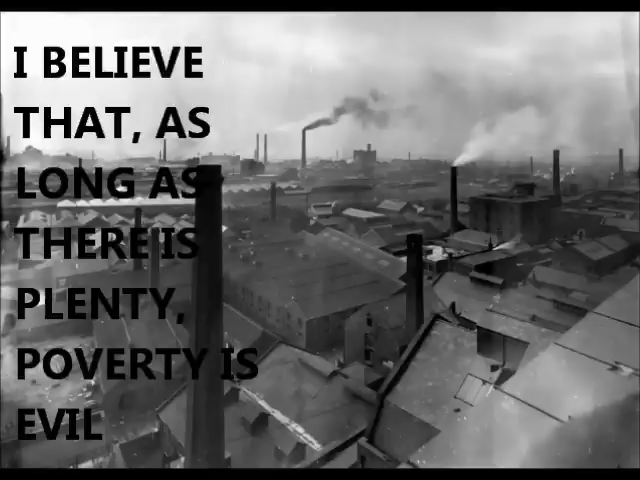 I BELIEVE
THAT, AS
LONG AS
THERE IS
PLENTY,
POVERTY IS
EVIL